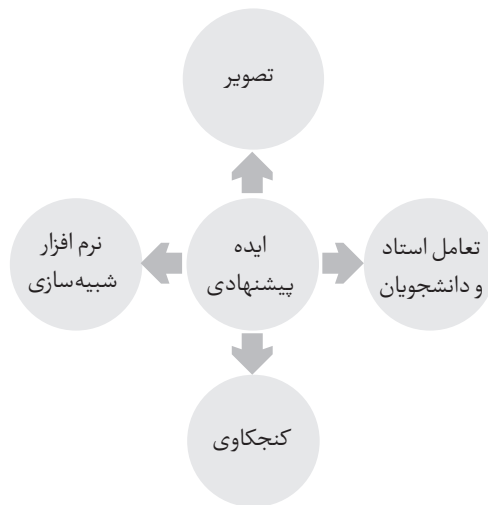 تصویر
تعامل استاد
و دانشجویان
ایده
پیشنهادی
نرم افزار
شبیه‌سازی
کنجکاوی